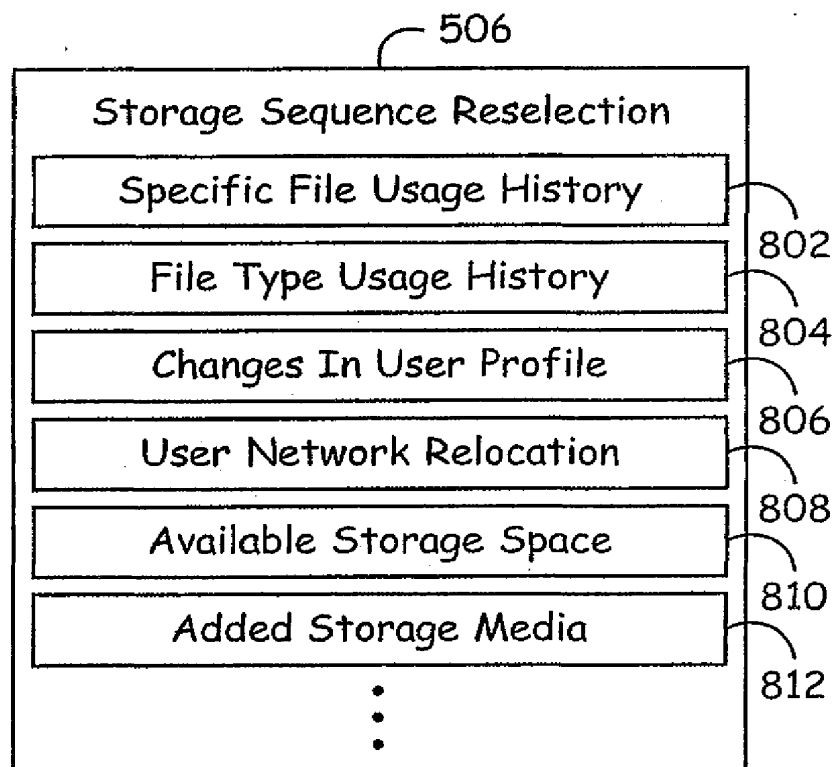 506
Storage Sequence Reselection
Specific File Usage History
802
File Type Usage History
804
Changes In User Profile
806
User Network Relocation
808
Available Storage Space
810
Added Storage Media
812